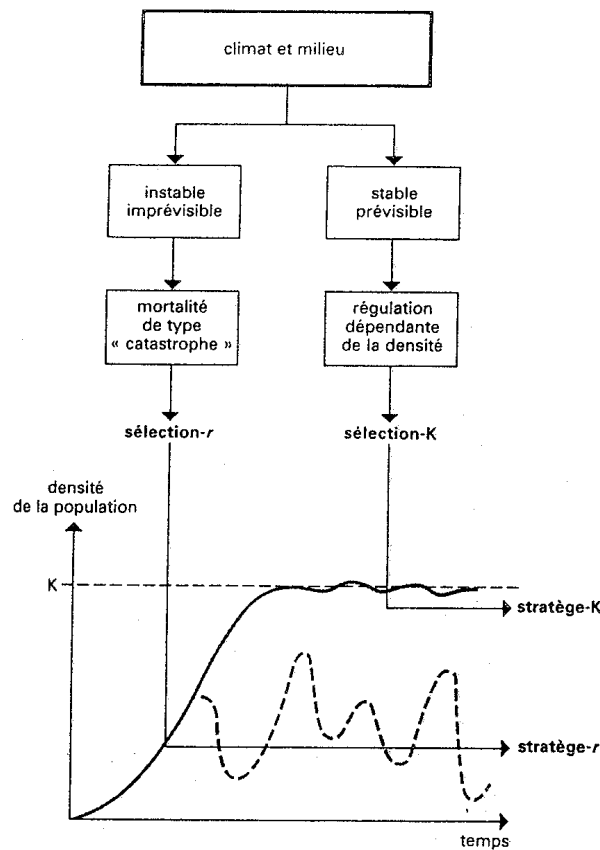 climat et milieu
instable
imprévisible
stable
prévisible
mortalité
de type
« catastrophe »
régulation
dépendante
de la densité
sélection-r
sélection-K
densité
de la population
K
stratège-K
stratège-r
temps